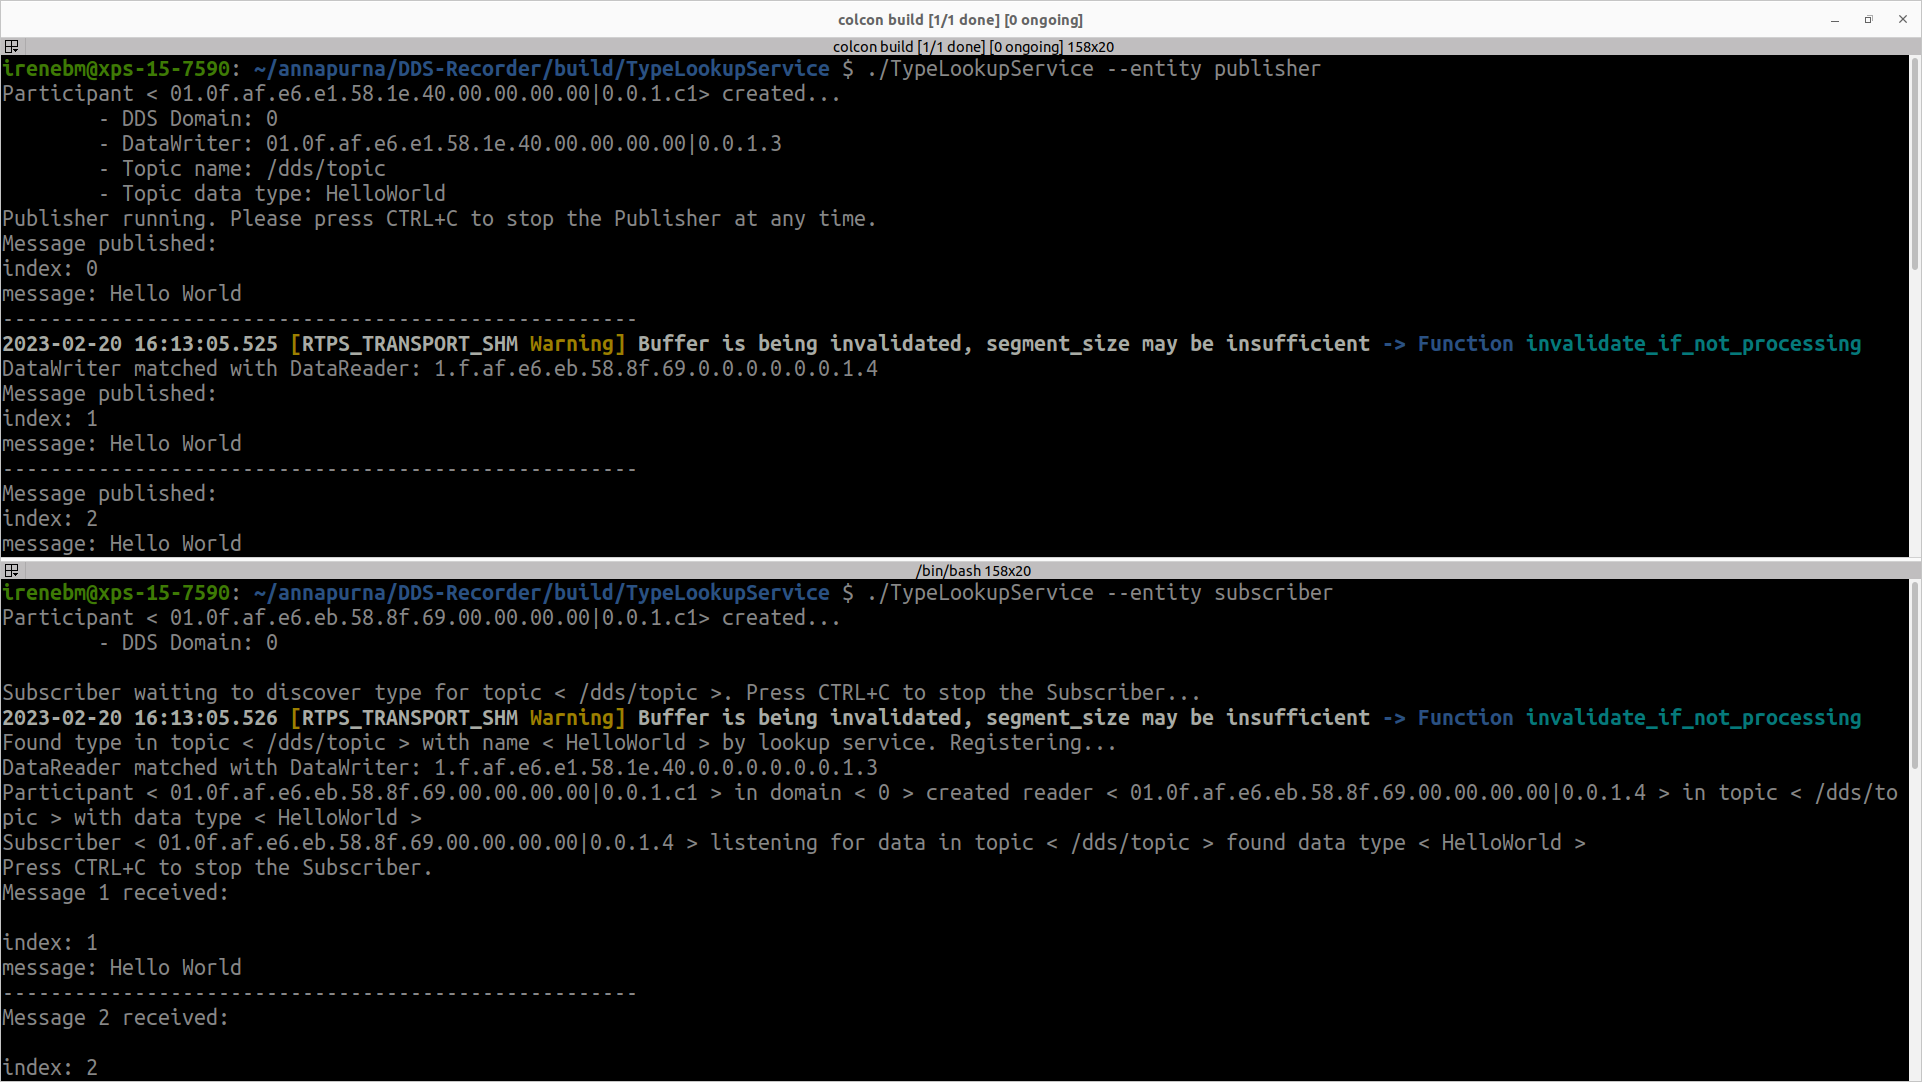 colcon build [1/1 done] [0 ongoing]
colcon build [1/1 done] [0 ongoing] 158x20
irenebm@xps-15-7590: ~/annapurna/DDS-Recorder/build/TypeLookupService $ ./TypeLookupService --entity publisher
Participant < 01.0f.af.e6.e1.58.1e.40.00.00.00.00|0.0.1.c1> created...
        - DDS Domain: 0
        - DataWriter: 01.0f.af.e6.e1.58.1e.40.00.00.00.00|0.0.1.3
        - Topic name: /dds/topic
        - Topic data type: HelloWorld
Publisher running. Please press CTRL+C to stop the Publisher at any time.
Message published:
index: 0
message: Hello World
-----------------------------------------------------
2023-02-20 16:13:05.525 [RTPS_TRANSPORT_SHM Warning] Buffer is being invalidated, segment_size may be insufficient -> Function invalidate_if_not_processing
DataWriter matched with DataReader: 1.f.af.e6.eb.58.8f.69.0.0.0.0.0.0.1.4
Message published:
index: 1
message: Hello World
-----------------------------------------------------
Message published:
index: 2
message: Hello World
/bin/bash 158x20
irenebm@xps-15-7590: ~/annapurna/DDS-Recorder/build/TypeLookupService $ ./TypeLookupService --entity subscriber
Participant < 01.0f.af.e6.eb.58.8f.69.00.00.00.00|0.0.1.c1> created...
        - DDS Domain: 0
Subscriber waiting to discover type for topic < /dds/topic >. Press CTRL+C to stop the Subscriber...
2023-02-20 16:13:05.526 [RTPS_TRANSPORT_SHM Warning] Buffer is being invalidated, segment_size may be insufficient -> Function invalidate_if_not_processing
Found type in topic < /dds/topic > with name < HelloWorld > by lookup service. Registering...
DataReader matched with DataWriter: 1.f.af.e6.e1.58.1e.40.0.0.0.0.0.0.1.3
Participant < 01.0f.af.e6.eb.58.8f.69.00.00.00.00|0.0.1.c1 > in domain < 0 > created reader < 01.0f.af.e6.eb.58.8f.69.00.00.00.00|0.0.1.4 > in topic < /dds/to
pic > with data type < HelloWorld >
Subscriber < 01.0f.af.e6.eb.58.8f.69.00.00.00.00|0.0.1.4 > listening for data in topic < /dds/topic > found data type < HelloWorld >
Press CTRL+C to stop the Subscriber.
Message 1 received:
index: 1
message: Hello World
-----------------------------------------------------
Message 2 received:
index: 2